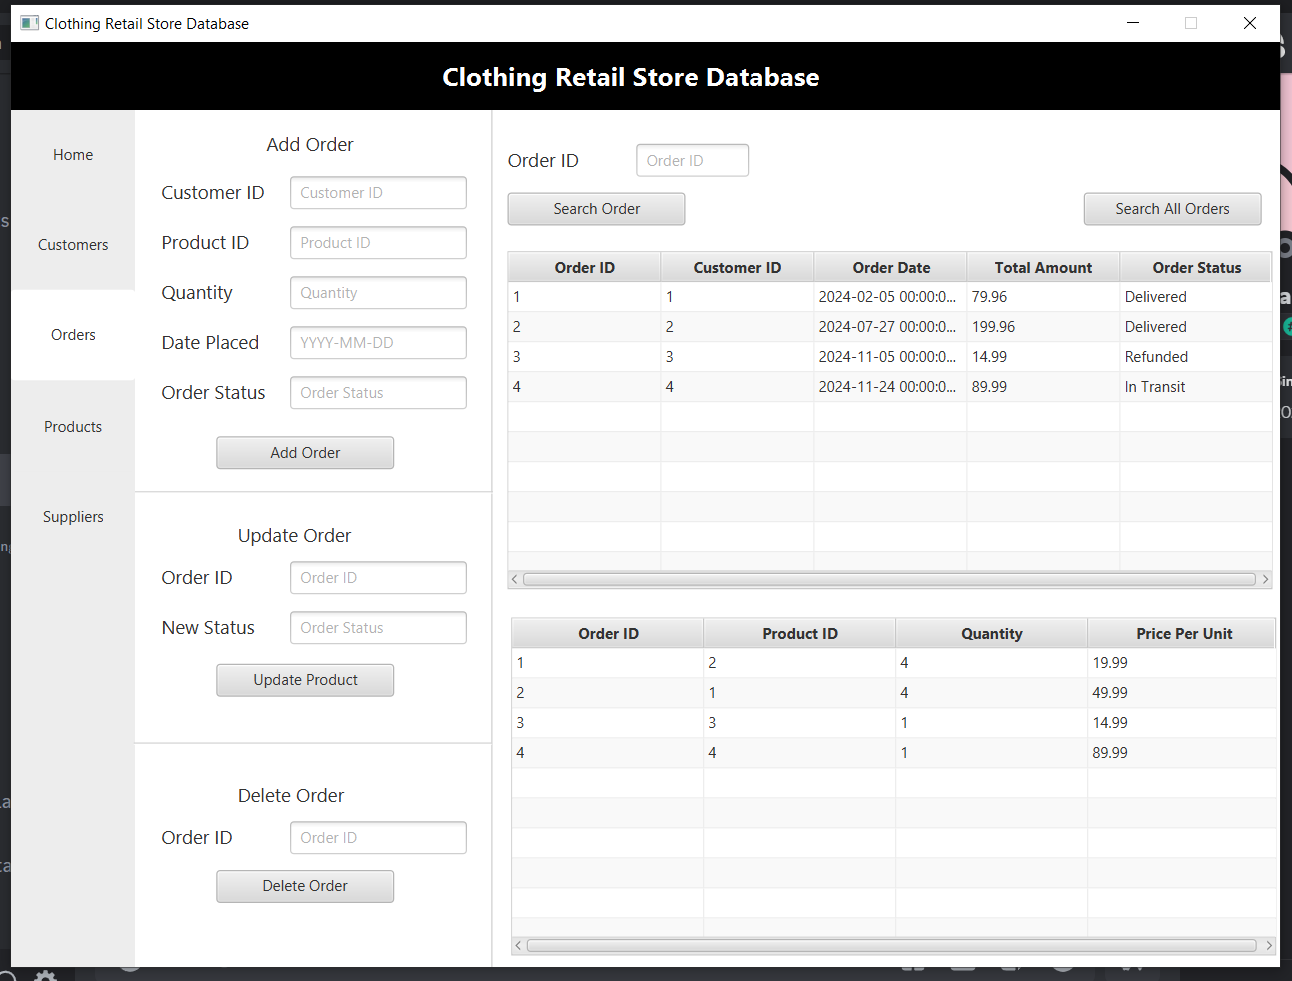 Clothing Retail Store Database
Clothing Retail Store Database
Home
Customers
Orders
Products
Suppliers
Add Order
Customer ID Customer ID
Product ID Product ID
Quantity Quantity
Date Placed YYYY-MM-DD
Order Status Order Status
Add Order
Update Order
Order ID Order ID
New Status Order Status
Update Product
Delete Order
Order ID Order ID
Delete Order
Order ID Order ID
Search Order Search All Orders
Order ID Customer ID Order Date Total Amount Order Status
1 1 2024-02-05 00:00:0... 79.96 Delivered
2 2 2024-07-27 00:00:0... 199.96 Delivered
3 3 2024-11-05 00:00:0... 14.99 Refunded
4 4 2024-11-24 00:00:0... 89.99 In Transit
Order ID Product ID Quantity Price Per Unit
1 2 4 19.99
2 1 4 49.99
3 3 1 14.99
4 4 1 89.99